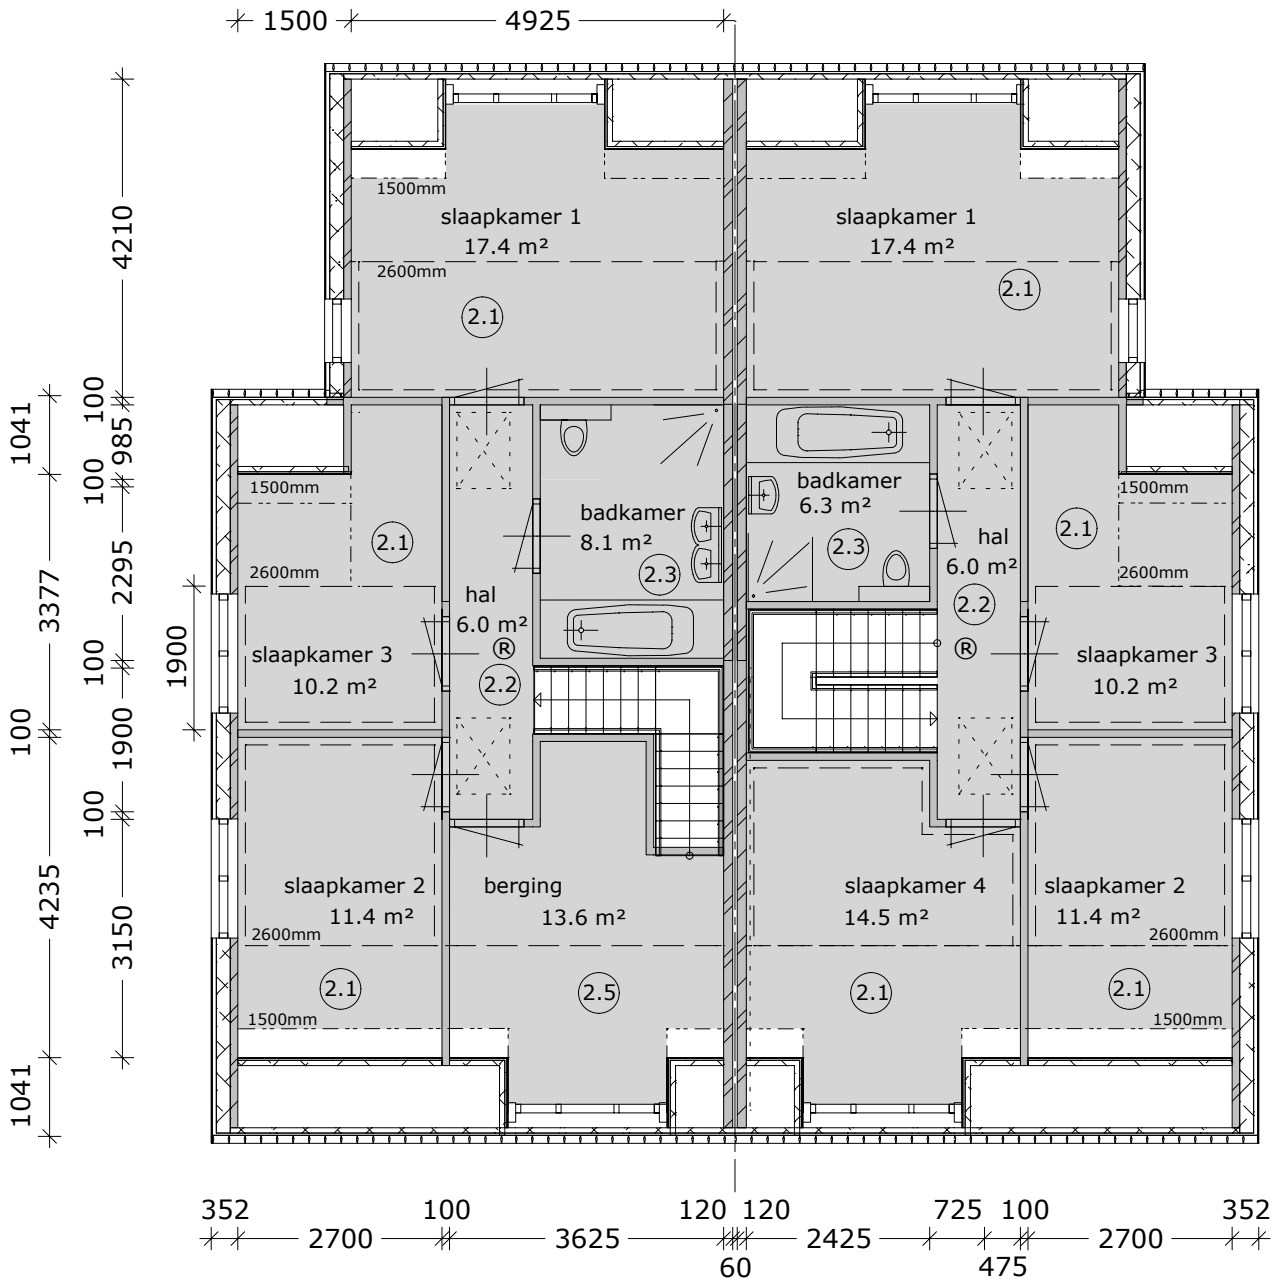 1500 4925
4210
100
985
100
2295
100
1900
100
3150
1041
3377
100
4235
1041
1900
1500mm
slaapkamer 1
17.4 m²
2600mm
2.1
slaapkamer 1
17.4 m²
2.1
1500mm
2.1
2600mm
slaapkamer 3
10.2 m²
hal
6.0 m²
®
2.2
badkamer
8.1 m²
2.3
badkamer
6.3 m²
2.3
hal
6.0 m²
2.2
®
1500mm
2.1
2600mm
slaapkamer 3
10.2 m²
slaapkamer 2
11.4 m²
2600mm
2.1
1500mm
berging
13.6 m²
2.5
slaapkamer 4
14.5 m²
2.1
slaapkamer 2
11.4 m²
2600mm
2.1
1500mm
352 100 120 120 725 100 352
2700 3625 2425 2700
60 475